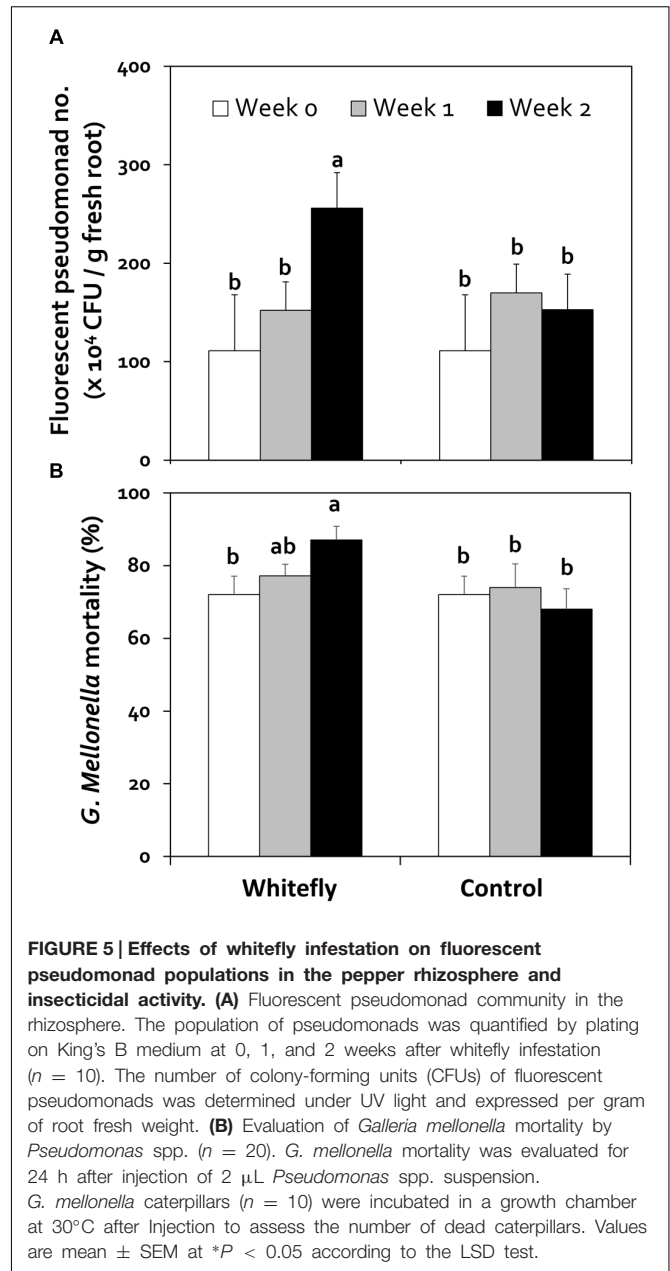 A
400
300
200
100
0
Fluorescent pseudomonad no.
(x 10⁴ CFU / g fresh root)
Week 0 Week 1 Week 2
b b a b b b
B
100
80
60
40
20
0
G. Mellonella mortality (%)
b ab a b b b
Whitefly Control
FIGURE 5 | Effects of whitefly infestation on fluorescent
pseudomonad populations in the pepper rhizosphere and
insecticidal activity. (A) Fluorescent pseudomonad community in the
rhizosphere. The population of pseudomonads was quantified by plating
on King's B medium at 0, 1, and 2 weeks after whitefly infestation
(n = 10). The number of colony-forming units (CFUs) of fluorescent
pseudomonads was determined under UV light and expressed per gram
of root fresh weight. (B) Evaluation of Galleria mellonella mortality by
Pseudomonas spp. (n = 20). G. mellonella mortality was evaluated for
24 h after injection of 2 μL Pseudomonas spp. suspension.
G. mellonella caterpillars (n = 10) were incubated in a growth chamber
at 30°C after Injection to assess the number of dead caterpillars. Values
are mean ± SEM at *P < 0.05 according to the LSD test.